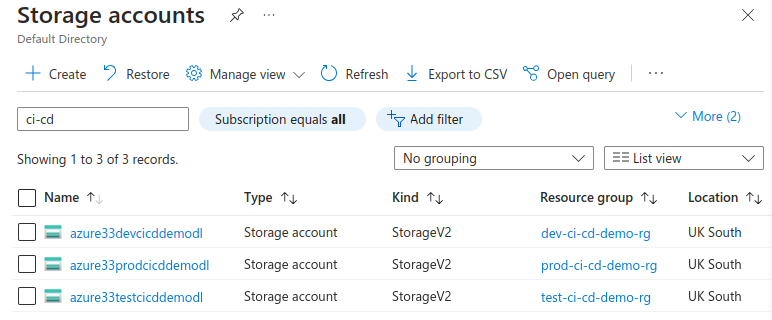 Storage accounts
Default Directory
Create Restore Manage view Refresh Export to CSV Open query
ci-cd Subscription equals all Add filter More (2)
Showing 1 to 3 of 3 records. No grouping List view
Name Type Kind Resource group Location
azure33devcicddemodl Storage account StorageV2 dev-ci-cd-demo-rg UK South
azure33prodcicddemodl Storage account StorageV2 prod-ci-cd-demo-rg UK South
azure33testcicddemodl Storage account StorageV2 test-ci-cd-demo-rg UK South